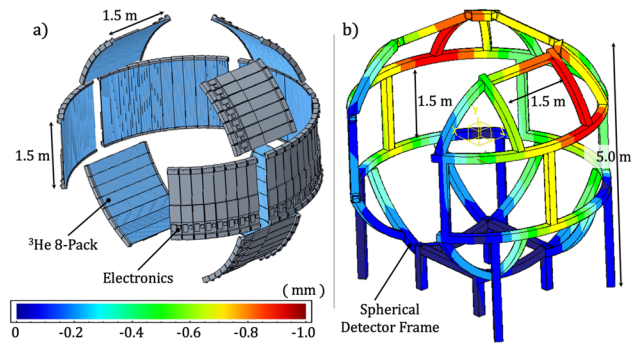 a)
1.5 m
1.5 m
³He 8-Pack
Electronics
b)
1.5 m
1.5 m
5.0 m
Spherical
Detector Frame
( mm )
0 -0.2 -0.4 -0.6 -0.8 -1.0